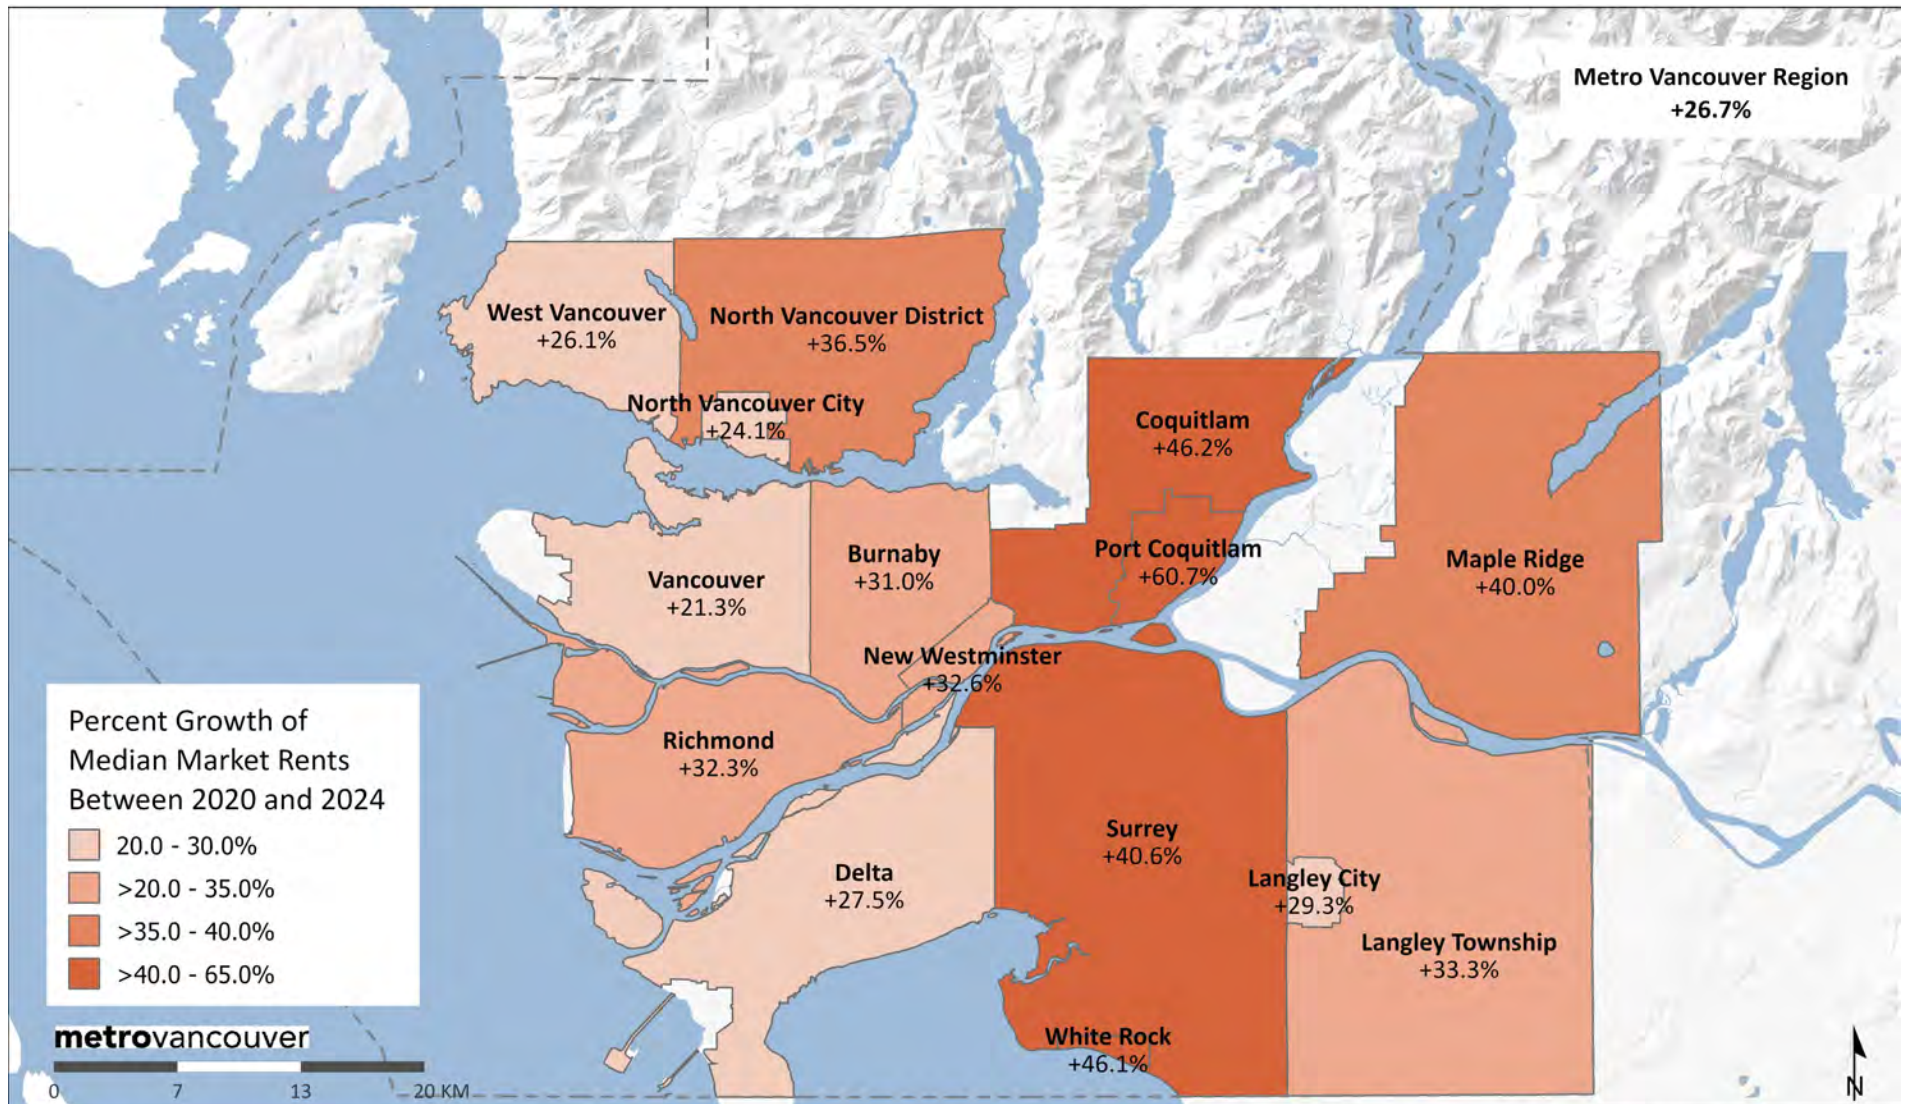 Metro Vancouver Region
+26.7%
West Vancouver
+26.1%
North Vancouver District
+36.5%
North Vancouver City
+24.1%
Coquitlam
+46.2%
Port Coquitlam
+60.7%
Maple Ridge
+40.0%
Burnaby
+31.0%
Vancouver
+21.3%
New Westminster
+32.6%
Richmond
+32.3%
Surrey
+40.6%
Delta
+27.5%
Langley City
+29.3%
Langley Township
+33.3%
White Rock
+46.1%
Percent Growth of
Median Market Rents
Between 2020 and 2024
20.0 - 30.0%
>20.0 - 35.0%
>35.0 - 40.0%
>40.0 - 65.0%
metrovancouver
0 7 13 20 KM
N